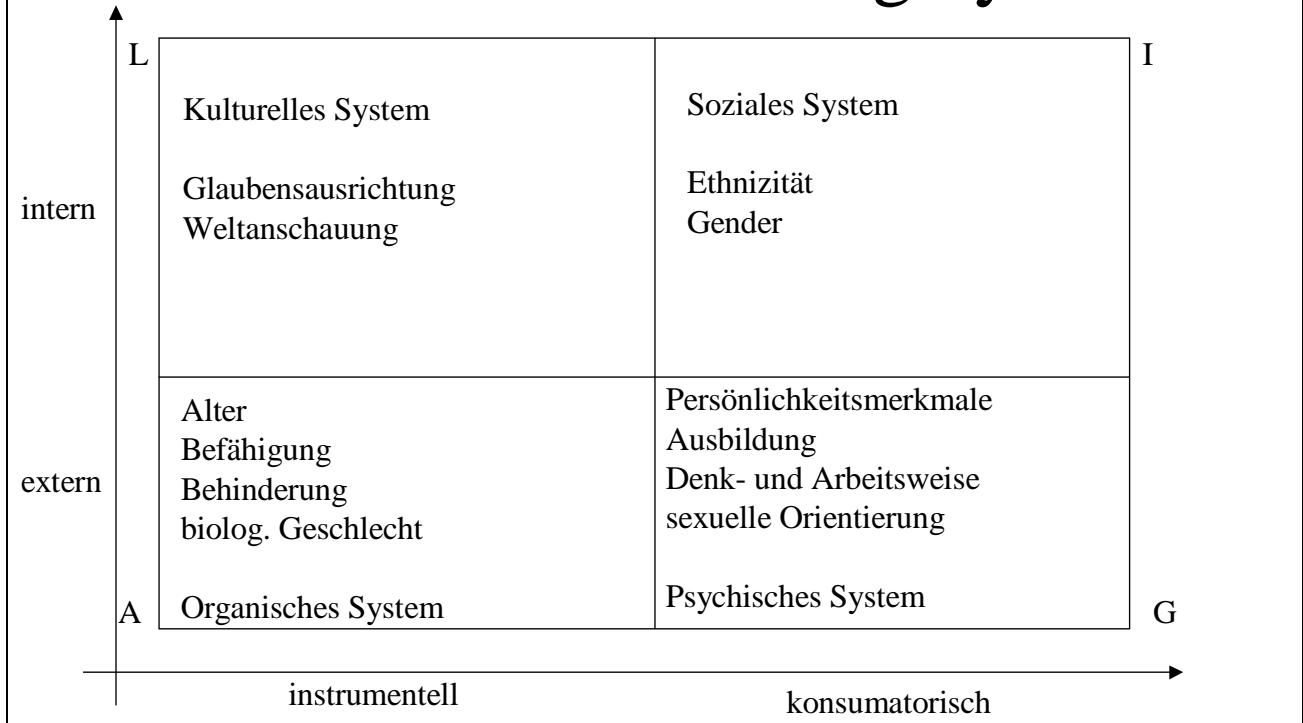 L
I
Kulturelles System
Soziales System
Glaubensausrichtung
Weltanschauung
Ethnizität
Gender
intern
Alter
Befähigung
Behinderung
biolog. Geschlecht
Organisches System
Persönlichkeitsmerkmale
Ausbildung
Denk- und Arbeitsweise
sexuelle Orientierung
Psychisches System
extern
A
G
instrumentell
konsumatorisch